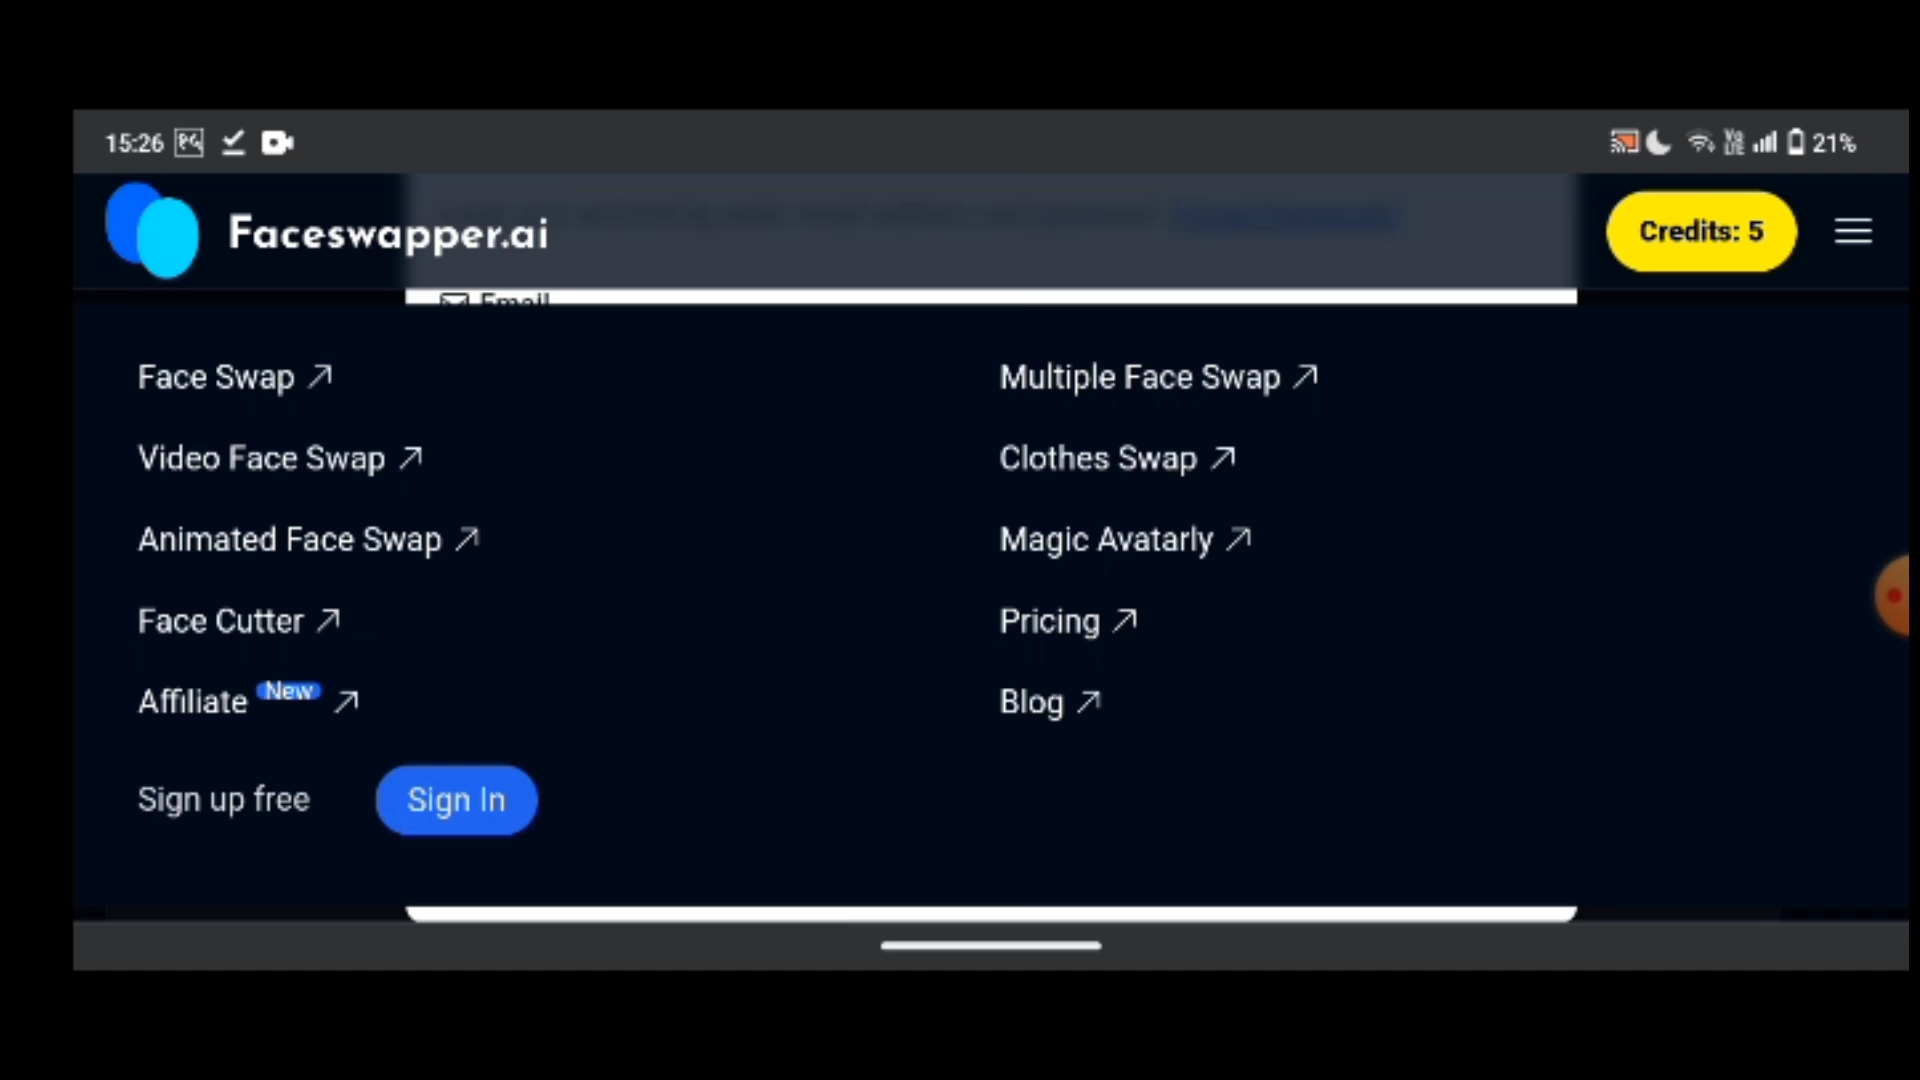 15:26
21%
Faceswapper.ai
Credits: 5
Email
Face Swap
Multiple Face Swap
Video Face Swap
Clothes Swap
Animated Face Swap
Magic Avatarly
Face Cutter
Pricing
Affiliate New
Blog
Sign up free
Sign In